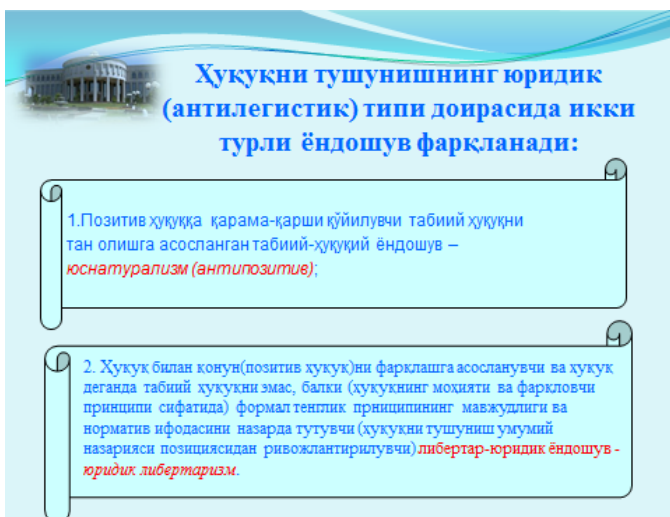 Ҳуқуқни тушунишнинг юридик
(антилегистик) типи доирасида икки
турли ёндошув фарқланади:
1.Позитив ҳуқуққа қарама-қарши қўйилувчи табиий ҳуқуқни
тан олишга асосланган табиий-ҳуқуқий ёндошув –
юснатурализм (антипозитив);
2. Ҳуқуқ билан қонун(позитив ҳуқуқ)ни фарқлашга асосланувчи ва ҳуқуқ
деганда табиий ҳуқуқни эмас, балки (ҳуқуқнинг моҳияти ва фарқловчи
принципи сифатида) формал тенглик прниципининг мавжудлиги ва
норматив ифодасини назарда тутувчи (ҳуқуқни тушуниш умумий
назарияси позициясидан ривожлантирилувчи) либертар-юридик ёндошув -
юридик либертаризм.